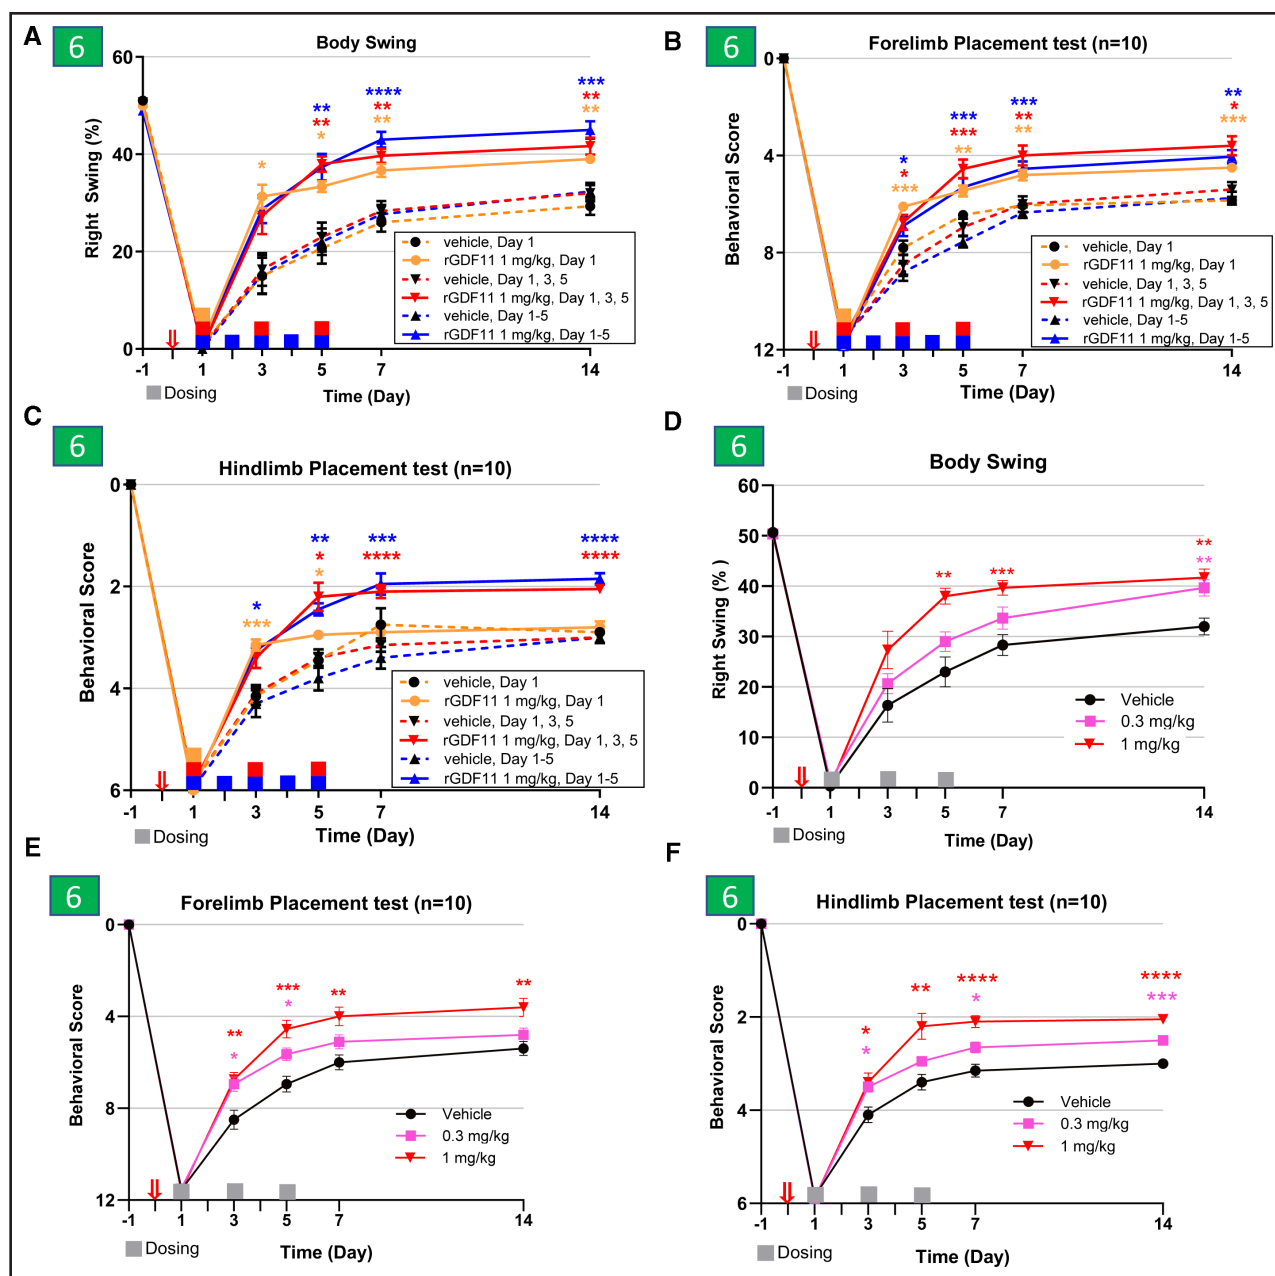 A
6
Body Swing
60
40
20
0
Right Swing (%)
*
**
**
*
****
**
**
***
**
**
vehicle, Day 1
rGDF11 1 mg/kg, Day 1
vehicle, Day 1, 3, 5
rGDF11 1 mg/kg, Day 1, 3, 5
vehicle, Day 1-5
rGDF11 1 mg/kg, Day 1-5
-1 1 3 5 7 14
Dosing
Time (Day)
B
6
Forelimb Placement test (n=10)
0
4
8
12
Behavioral Score
*
*
***
***
***
**
***
**
**
**
*
***
vehicle, Day 1
rGDF11 1 mg/kg, Day 1
vehicle, Day 1, 3, 5
rGDF11 1 mg/kg, Day 1, 3, 5
vehicle, Day 1-5
rGDF11 1 mg/kg, Day 1-5
-1 1 3 5 7 14
Dosing
Time (Day)
C
6
Hindlimb Placement test (n=10)
0
2
4
6
Behavioral Score
*
***
**
*
*
***
****
****
****
vehicle, Day 1
rGDF11 1 mg/kg, Day 1
vehicle, Day 1, 3, 5
rGDF11 1 mg/kg, Day 1, 3, 5
vehicle, Day 1-5
rGDF11 1 mg/kg, Day 1-5
-1 1 3 5 7 14
Dosing
Time (Day)
D
6
Body Swing
60
50
40
30
20
10
0
Right Swing (% )
**
***
**
**
Vehicle
0.3 mg/kg
1 mg/kg
-1 1 3 5 7 14
Dosing
Time (Day)
E
6
Forelimb Placement test (n=10)
0
4
8
12
Behavioral Score
**
*
***
*
**
**
Vehicle
0.3 mg/kg
1 mg/kg
-1 1 3 5 7 14
Dosing
Time (Day)
F
6
Hindlimb Placement test (n=10)
0
2
4
6
Behavioral Score
*
*
**
****
*
****
***
Vehicle
0.3 mg/kg
1 mg/kg
-1 1 3 5 7 14
Dosing
Time (Day)